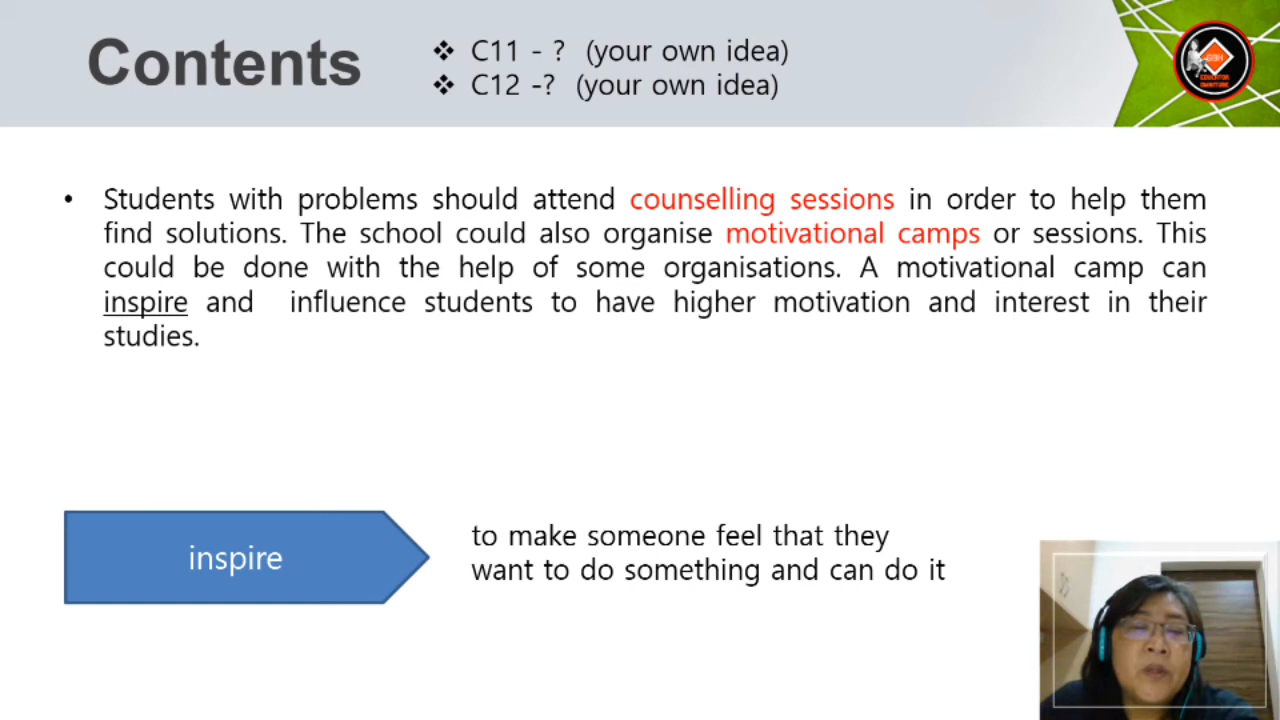 Contents
❖ C11 - ? (your own idea)
❖ C12 -? (your own idea)
• Students with problems should attend counselling sessions in order to help them
find solutions. The school could also organise motivational camps or sessions. This
could be done with the help of some organisations. A motivational camp can
inspire and influence students to have higher motivation and interest in their
studies.
inspire
to make someone feel that they
want to do something and can do it